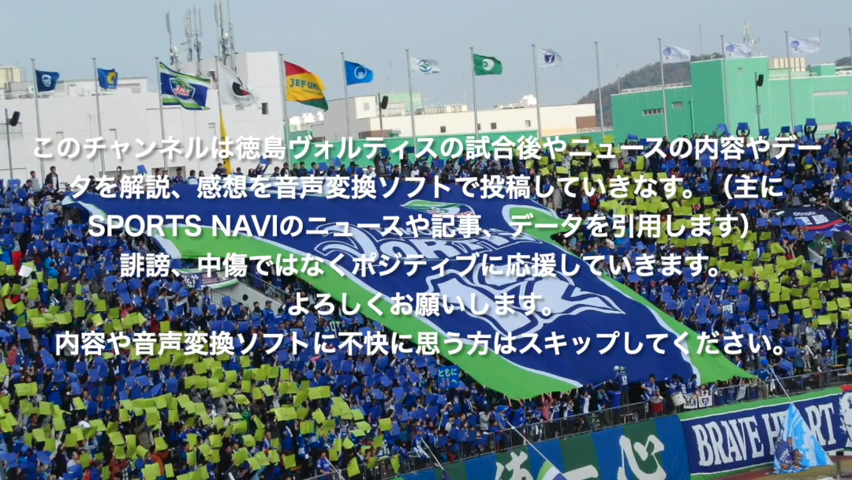 JEFUNI
このチャンネルは徳島ヴォルティスの試合後やニュースの内容やデー
タを解説、感想を音声変換ソフトで投稿していきなす。（主に
SPORTS NAVIのニュースや記事、データを引用します）
誹謗、中傷ではなくポジティブに応援していきます。
よろしくお願いします。
内容や音声変換ソフトに不快に思う方はスキップしてください。
VORTIS
ともに
BRAVE HEART
一心